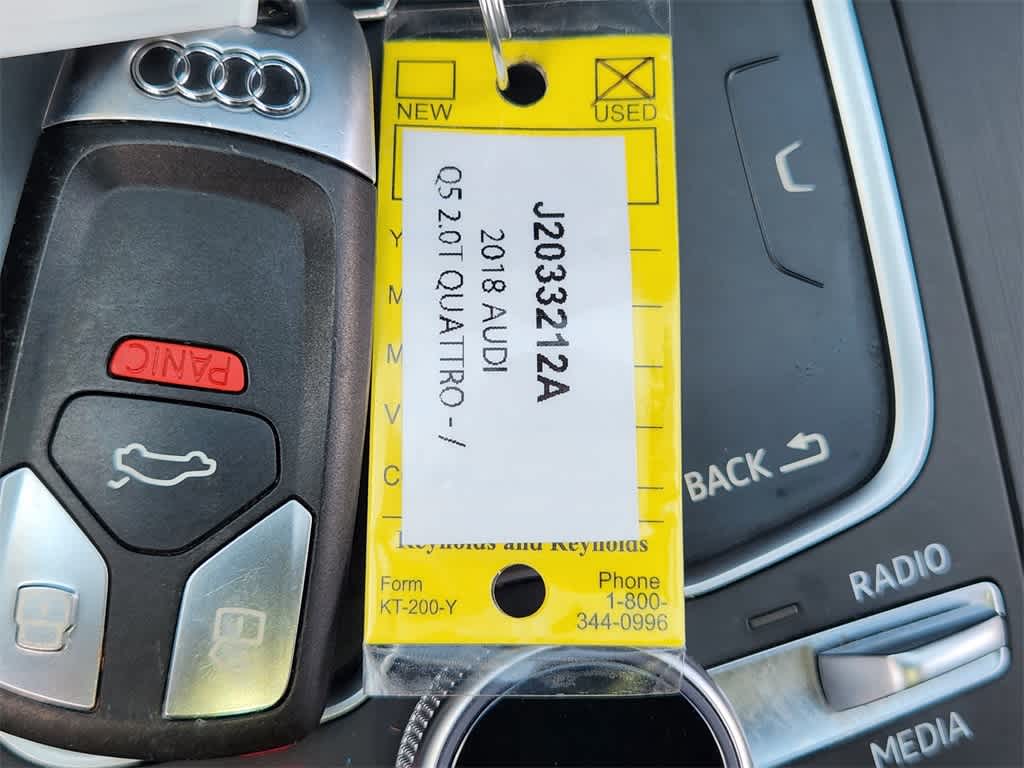 NEW
USED
J2033212A
2018 AUDI
Q5 2.0T QUATTRO - /
Y
M
M
V
C
Reynolds and Reynolds
Form
KT-200-Y
Phone
1-800-
344-0996
PANIC
BACK
RADIO
MEDIA